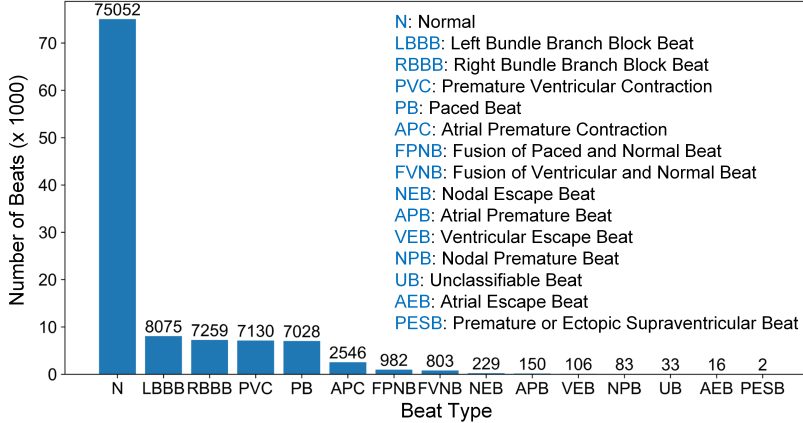 75052
N: Normal
LBBB: Left Bundle Branch Block Beat
RBBB: Right Bundle Branch Block Beat
PVC: Premature Ventricular Contraction
PB: Paced Beat
APC: Atrial Premature Contraction
FPNB: Fusion of Paced and Normal Beat
FVNB: Fusion of Ventricular and Normal Beat
NEB: Nodal Escape Beat
APB: Atrial Premature Beat
VEB: Ventricular Escape Beat
NPB: Nodal Premature Beat
UB: Unclassifiable Beat
AEB: Atrial Escape Beat
PESB: Premature or Ectopic Supraventricular Beat
Number of Beats (x 1000)
70
60
50
40
30
20
10
0
8075 7259 7130 7028 2546 982 803 229 150 106 83 33 16 2
N LBBB RBBB PVC PB APC FPNB FVNB NEB APB VEB NPB UB AEB PESB
Beat Type